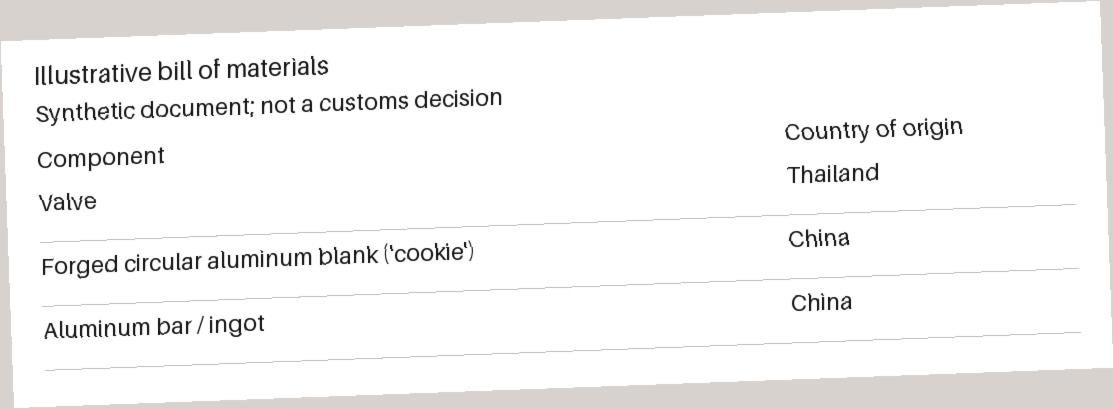 Illustrative bill of materials
Synthetic document; not a customs decision
Component Country of origin
Valve Thailand
Forged circular aluminum blank ('cookie') China
Aluminum bar / ingot China